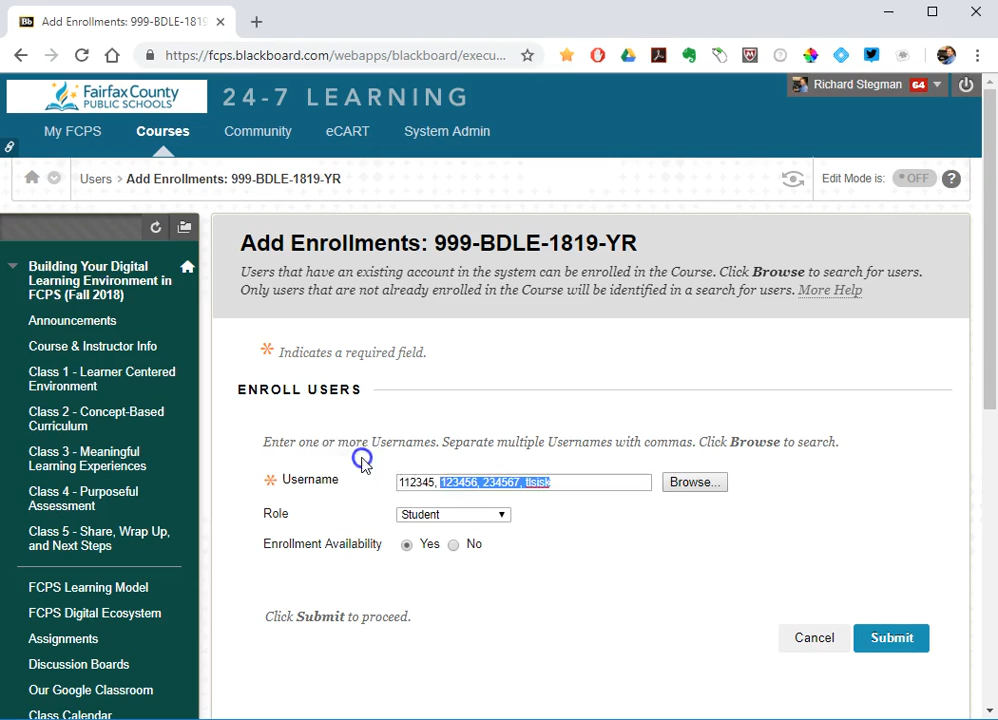 Bb Add Enrollments: 999-BDLE-1819
https://fcps.blackboard.com/webapps/blackboard/execu...
Fairfax County
PUBLIC SCHOOLS
24-7 LEARNING
Richard Stegman 64
My FCPS Courses Community eCART System Admin
Users > Add Enrollments: 999-BDLE-1819-YR
Edit Mode is: OFF ?
Building Your Digital
Learning Environment in
FCPS (Fall 2018)
Announcements
Course & Instructor Info
Class 1 - Learner Centered
Environment
Class 2 - Concept-Based
Curriculum
Class 3 - Meaningful
Learning Experiences
Class 4 - Purposeful
Assessment
Class 5 - Share, Wrap Up,
and Next Steps
FCPS Learning Model
FCPS Digital Ecosystem
Assignments
Discussion Boards
Our Google Classroom
Class Calendar
Add Enrollments: 999-BDLE-1819-YR
Users that have an existing account in the system can be enrolled in the Course. Click Browse to search for users.
Only users that are not already enrolled in the Course will be identified in a search for users. More Help
Indicates a required field.
ENROLL USERS
Enter one or more Usernames. Separate multiple Usernames with commas. Click Browse to search.
Username 112345, 123456, 234567, tlsisk Browse...
Role Student
Enrollment Availability Yes No
Click Submit to proceed.
Cancel Submit